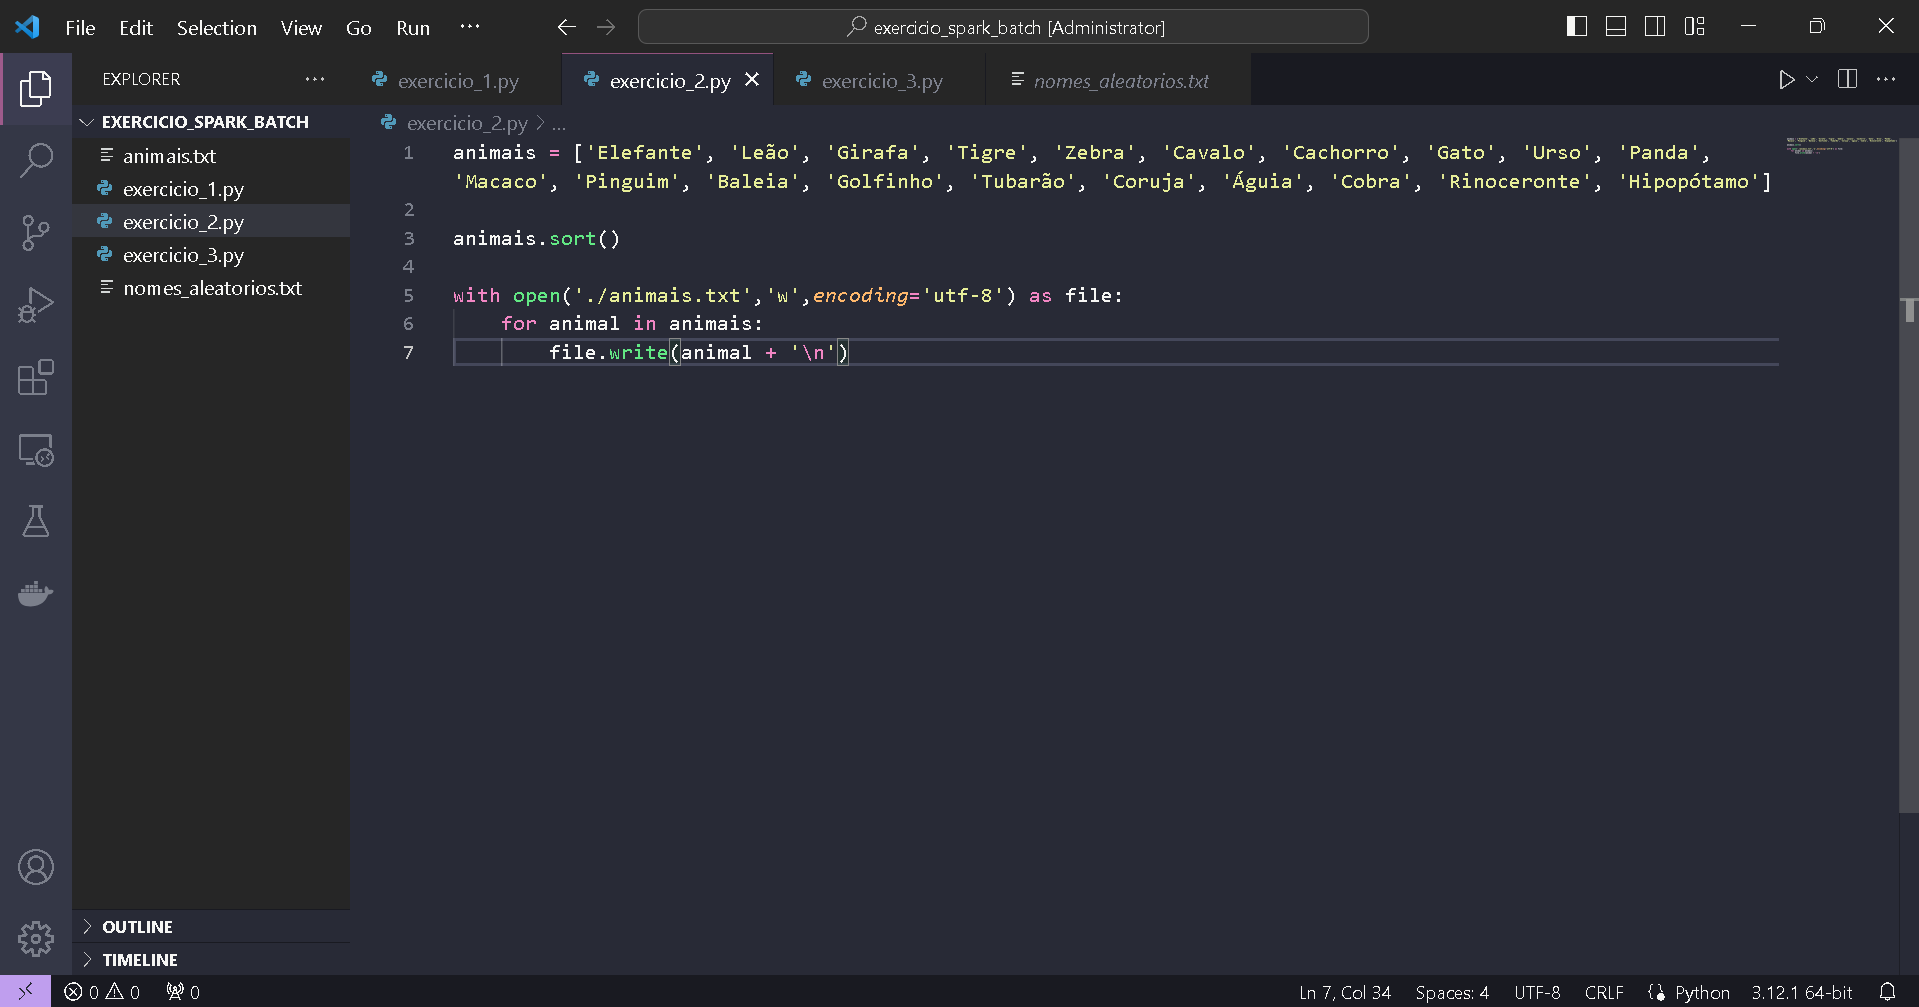 File Edit Selection View Go Run ··· exercicio_spark_batch [Administrator]
EXPLORER ···
exercicio_1.py exercicio_2.py exercicio_3.py nomes_aleatorios.txt
EXERCICIO_SPARK_BATCH
animais.txt
exercicio_1.py
exercicio_2.py
exercicio_3.py
nomes_aleatorios.txt
OUTLINE
TIMELINE
exercicio_2.py > ...
1 animais = ['Elefante', 'Leão', 'Girafa', 'Tigre', 'Zebra', 'Cavalo', 'Cachorro', 'Gato', 'Urso', 'Panda',
'Macaco', 'Pinguim', 'Baleia', 'Golfinho', 'Tubarão', 'Coruja', 'Águia', 'Cobra', 'Rinoceronte', 'Hipopótamo']
2
3 animais.sort()
4
5 with open('./animais.txt','w',encoding='utf-8') as file:
6 for animal in animais:
7 file.write(animal + '\n')
0 0 0 Ln 7, Col 34 Spaces: 4 UTF-8 CRLF Python 3.12.1 64-bit